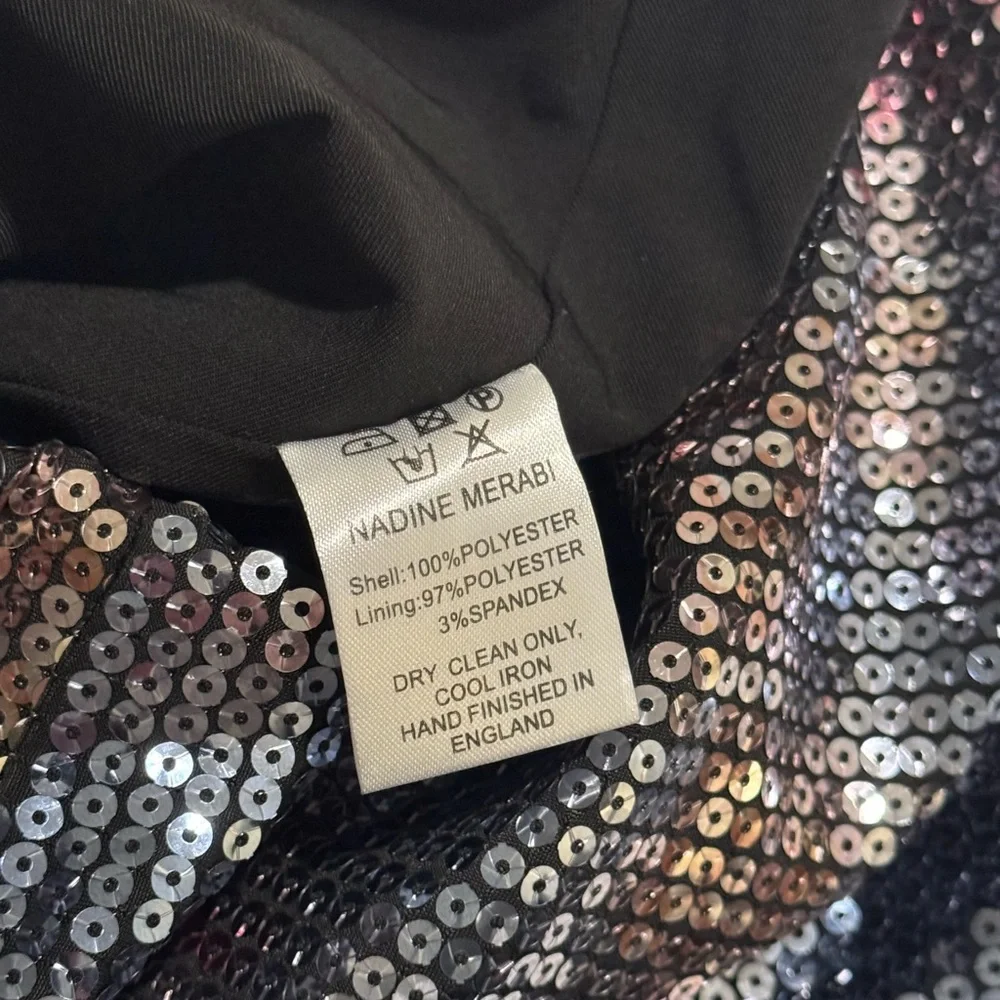 P
NADINE MERABI
Shell:100%POLYESTER
Lining:97%POLYESTER
3%SPANDEX
DRY CLEAN ONLY,
COOL IRON
HAND FINISHED IN
ENGLAND